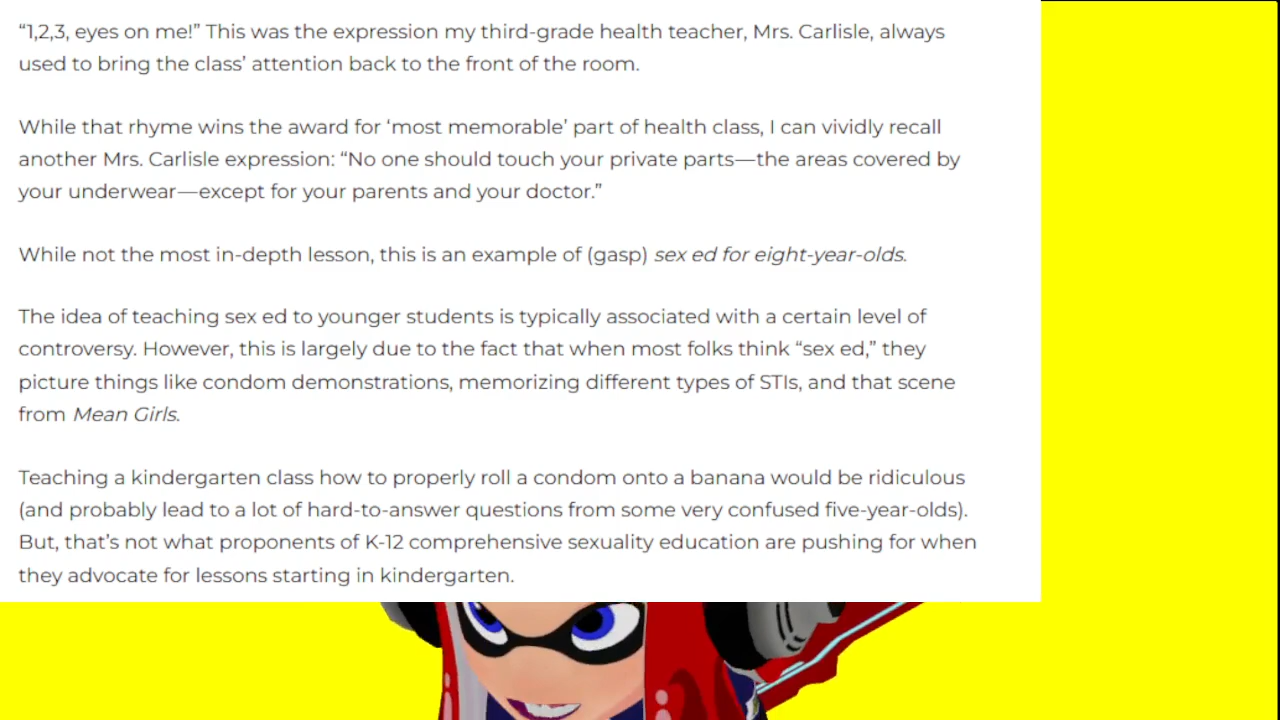 “1,2,3, eyes on me!” This was the expression my third-grade health teacher, Mrs. Carlisle, always
used to bring the class’ attention back to the front of the room.
While that rhyme wins the award for ‘most memorable’ part of health class, I can vividly recall
another Mrs. Carlisle expression: “No one should touch your private parts—the areas covered by
your underwear—except for your parents and your doctor.”
While not the most in-depth lesson, this is an example of (gasp) sex ed for eight-year-olds.
The idea of teaching sex ed to younger students is typically associated with a certain level of
controversy. However, this is largely due to the fact that when most folks think “sex ed,” they
picture things like condom demonstrations, memorizing different types of STIs, and that scene
from Mean Girls.
Teaching a kindergarten class how to properly roll a condom onto a banana would be ridiculous
(and probably lead to a lot of hard-to-answer questions from some very confused five-year-olds).
But, that’s not what proponents of K-12 comprehensive sexuality education are pushing for when
they advocate for lessons starting in kindergarten.